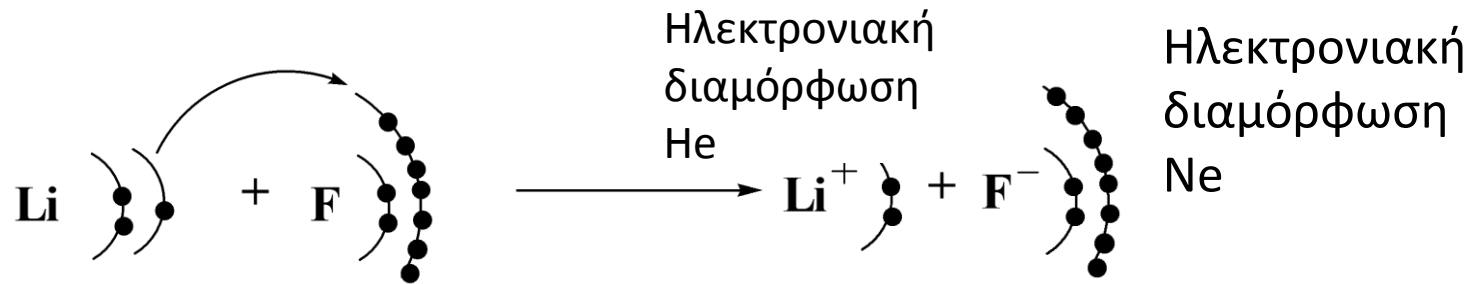 Ηλεκτρονιακή
διαμόρφωση
He
Ηλεκτρονιακή
διαμόρφωση
Ne
Li + F Li⁺ + F⁻